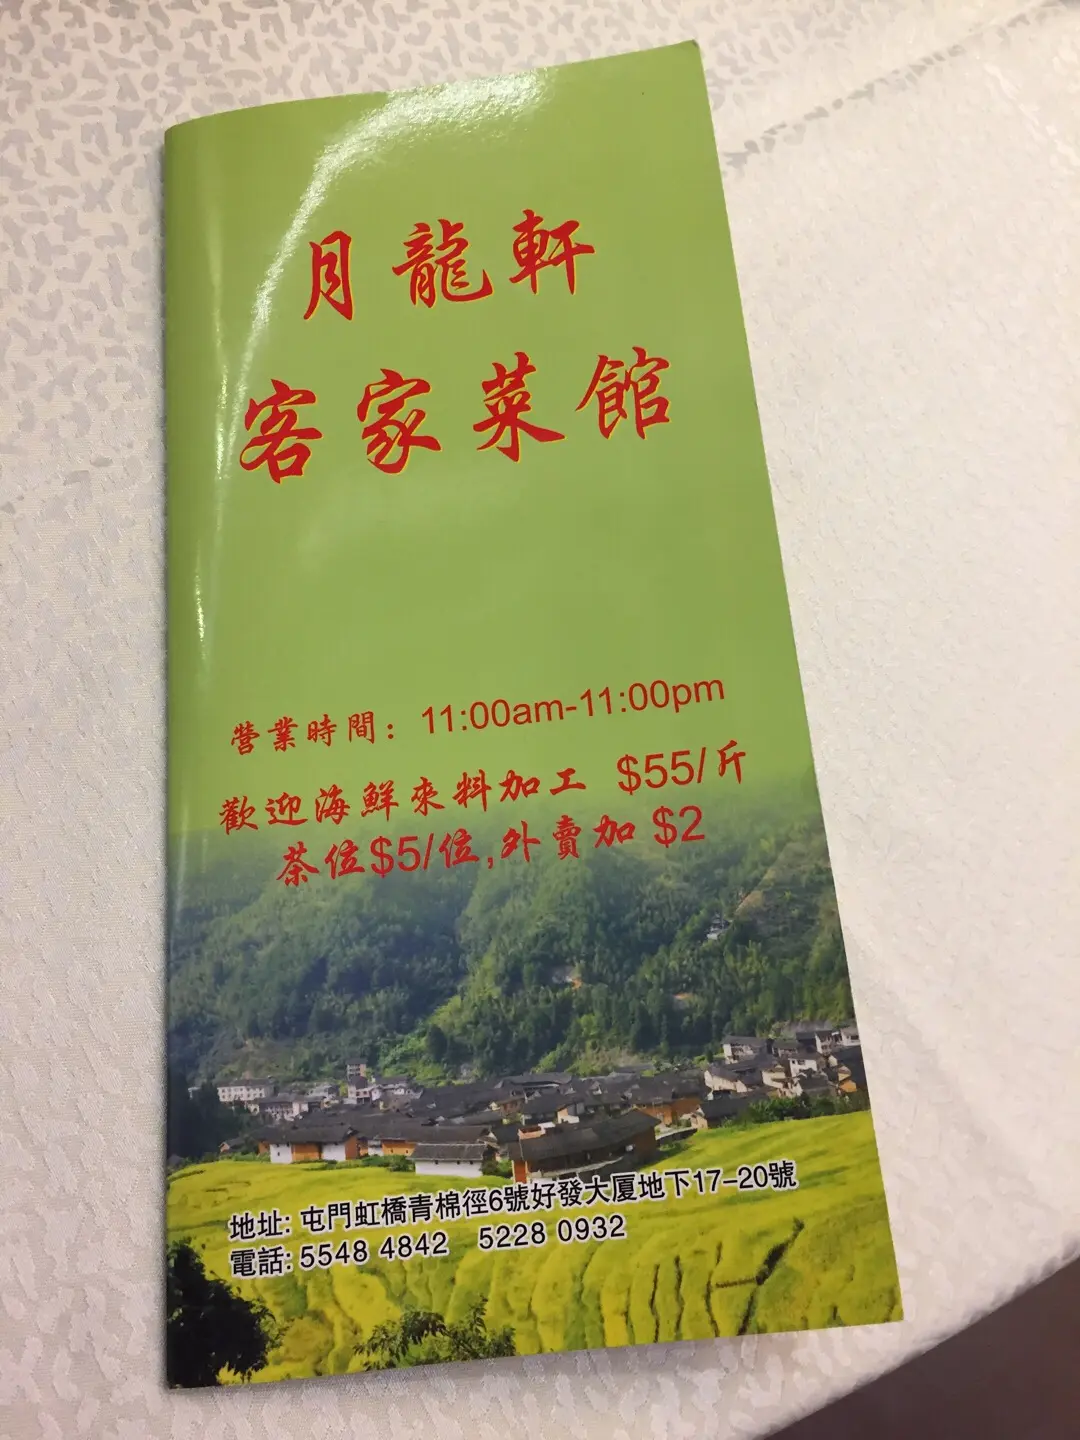 月龍軒
客家菜館
營業時間: 11:00am-11:00pm
歡迎海鮮來料加工 $55/斤
茶位$5/位,外賣加 $2
地址: 屯門虹橋青棉徑6號好發大厦地下17-20號
電話: 5548 4842 5228 0932